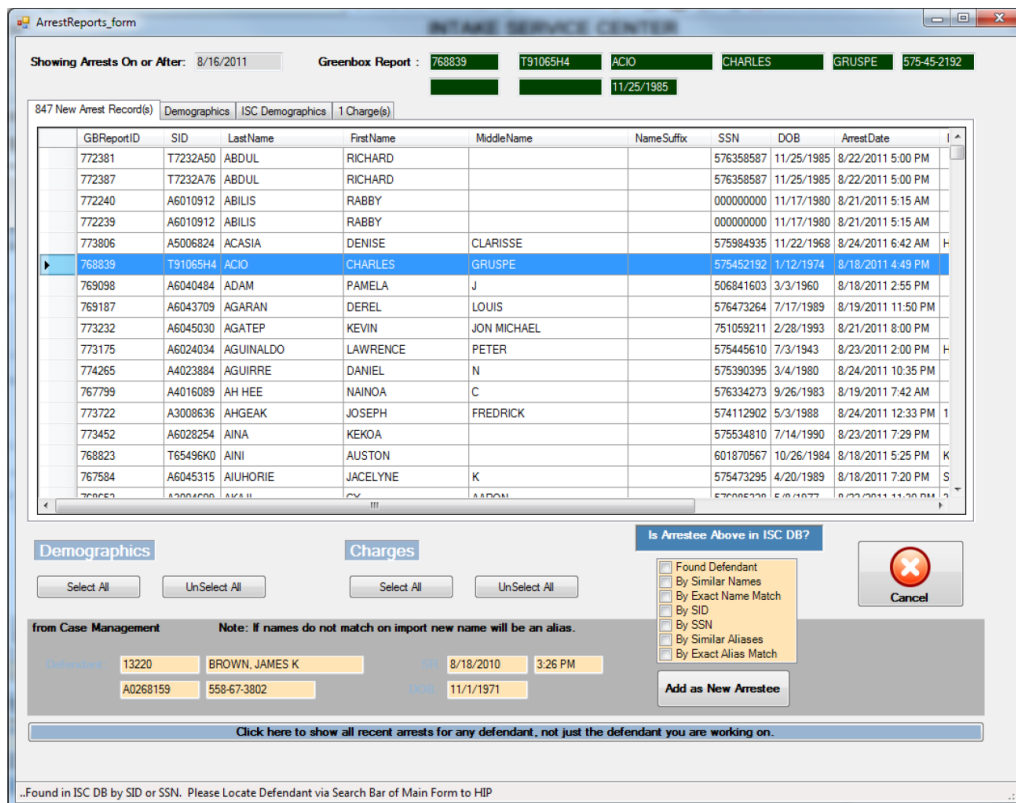 ArrestReports_form
INTAKE SERVICE CENTER
Showing Arrests On or After: 8/16/2011 Greenbox Report : 768839 T91065H4 ACIO CHARLES GRUSPE 575-45-2192
11/25/1985
847 New Arrest Record(s) Demographics ISC Demographics 1 Charge(s)
GBReportID SID LastName FirstName MiddleName NameSuffix SSN DOB ArrestDate
772381 T7232A50 ABDUL RICHARD 576358587 11/25/1985 8/22/2011 5:00 PM
772387 T7232A76 ABDUL RICHARD 576358587 11/25/1985 8/22/2011 5:00 PM
772240 A6010912 ABILIS RABBY 000000000 11/17/1980 8/21/2011 5:15 AM
772239 A6010912 ABILIS RABBY 000000000 11/17/1980 8/21/2011 5:15 AM
773806 A5006824 ACASIA DENISE CLARISSE 575984935 11/22/1968 8/24/2011 6:42 AM H
768839 T91065H4 ACIO CHARLES GRUSPE 575452192 1/12/1974 8/18/2011 4:49 PM
769098 A6040484 ADAM PAMELA J 506841603 3/3/1960 8/18/2011 2:55 PM
769187 A6043709 AGARAN DEREL LOUIS 576473264 7/17/1989 8/19/2011 11:50 PM
773232 A6045030 AGATEP KEVIN JON MICHAEL 751059211 2/28/1993 8/21/2011 8:00 PM
773175 A6024034 AGUINALDO LAWRENCE PETER 575445610 7/3/1943 8/23/2011 2:00 PM H
774265 A4023884 AGUIRRE DANIEL N 575390395 3/4/1980 8/24/2011 10:35 PM
767799 A4016089 AH HEE NAINOA C 576334273 9/26/1983 8/19/2011 7:42 AM
773722 A3008636 AHGEAK JOSEPH FREDRICK 574112902 5/3/1988 8/24/2011 12:33 PM 1
773452 A6028254 AINA KEKOA 575534810 7/14/1990 8/23/2011 7:29 PM
768823 T65496K0 AINI AUSTON 601870567 10/26/1984 8/18/2011 5:25 PM K
767584 A6045315 AIUHORIE JACELYNE K 575473295 4/20/1989 8/18/2011 7:20 PM S
Is Arrestee Above in ISC DB?
Demographics Charges
Select All UnSelect All Select All UnSelect All
Found Defendant
By Similar Names
By Exact Name Match
By SID
By SSN
By Similar Aliases
By Exact Alias Match
Cancel
from Case Management Note: If names do not match on import new name will be an alias.
Defendant 13220 BROWN, JAMES K 8/18/2010 3:26 PM
A0268159 558-67-3802 11/1/1971
Add as New Arrestee
Click here to show all recent arrests for any defendant, not just the defendant you are working on.
..Found in ISC DB by SID or SSN. Please Locate Defendant via Search Bar of Main Form to HIP